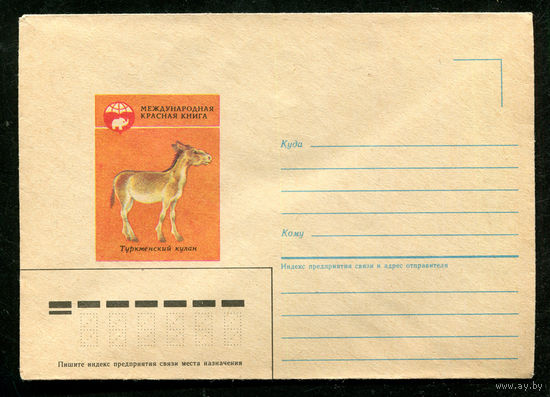 МЕЖДУНАРОДНАЯ
КРАСНАЯ КНИГА
Туркменский кулан
Куда
Кому
Индекс предприятия связи и адрес отправителя
Пишите индекс предприятия связи места назначения
www.ay.by